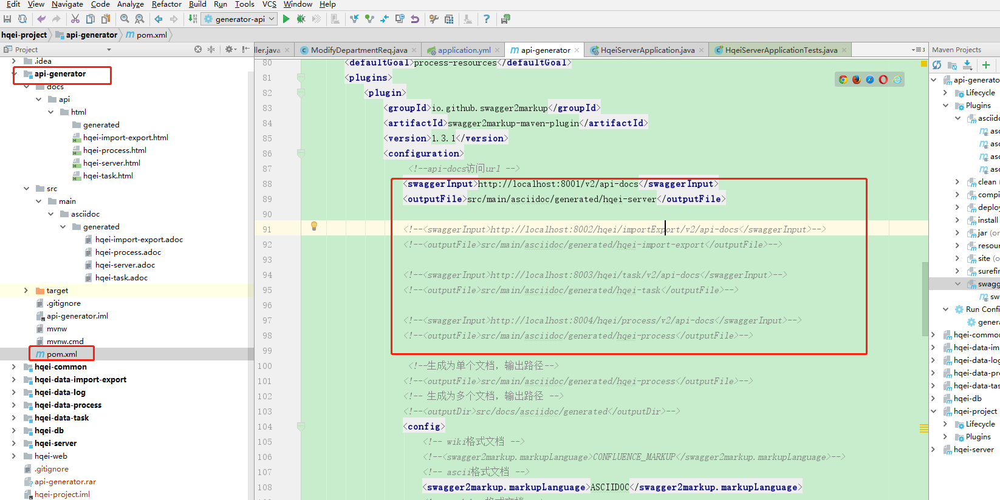 Edit View Navigate Code Analyze Refactor Build Run Tools VCS Window Help
generator-api
hqei-project api-generator pom.xml
Project
.idea
api-generator
docs
api
html
generated
hqei-import-export.html
hqei-process.html
hqei-server.html
hqei-task.html
src
main
asciidoc
generated
hqei-import-export.adoc
hqei-process.adoc
hqei-server.adoc
hqei-task.adoc
target
.gitignore
api-generator.iml
mvnw
mvnw.cmd
pom.xml
hqei-common
hqei-data-import-export
hqei-data-log
hqei-data-process
hqei-data-task
hqei-db
hqei-server
hqei-web
.gitignore
api-generator.rar
hqei-project.iml
ller.java ModifyDepartmentReq.java application.yml api-generator HqeiServerApplication.java HqeiServerApplicationTests.java
80 <defaultGoal>process-resources</defaultGoal>
81 <plugins>
82 <plugin>
83 <groupId>io.github.swagger2markup</groupId>
84 <artifactId>swagger2markup-maven-plugin</artifactId>
85 <version>1.3.1</version>
86 <configuration>
87 <!--api-docs访问url -->
88 <swaggerInput>http://localhost:8001/v2/api-docs</swaggerInput>
89 <outputFile>src/main/asciidoc/generated/hqei-server</outputFile>
90
91 <!--<swaggerInput>http://localhost:8002/hqei/importExport/v2/api-docs</swaggerInput>-->
92 <!--<outputFile>src/main/asciidoc/generated/hqei-import-export</outputFile>-->
93
94 <!--<swaggerInput>http://localhost:8003/hqei/task/v2/api-docs</swaggerInput>-->
95 <!--<outputFile>src/main/asciidoc/generated/hqei-task</outputFile>-->
96
97 <!--<swaggerInput>http://localhost:8004/hqei/process/v2/api-docs</swaggerInput>-->
98 <!--<outputFile>src/main/asciidoc/generated/hqei-process</outputFile>-->
99
100 <!--生成为单个文档，输出路径-->
101 <!--<outputFile>src/main/asciidoc/generated/hqei-process</outputFile>-->
102 <!-- 生成为多个文档，输出路径 -->
103 <!--<outputDir>src/docs/asciidoc/generated</outputDir>-->
104 <config>
105 <!-- wiki格式文档 -->
106 <!--<swagger2markup.markupLanguage>CONFLUENCE_MARKUP</swagger2markup.markupLanguage>-->
107 <!-- ascii格式文档 -->
108 <swagger2markup.markupLanguage>ASCIIDOC</swagger2markup.markupLanguage>
Maven Projects
api-generato
Lifecycle
Plugins
asciido
asc
asc
asc
asc
clean (
compi
deploy
install
jar (or
resour
site (o
surefir
swagg
sw
Run Confi
genera
hqei-common
hqei-data-im
hqei-data-log
hqei-data-pr
hqei-data-tas
hqei-db
hqei-project
Lifecycle
Plugins
hqei-server